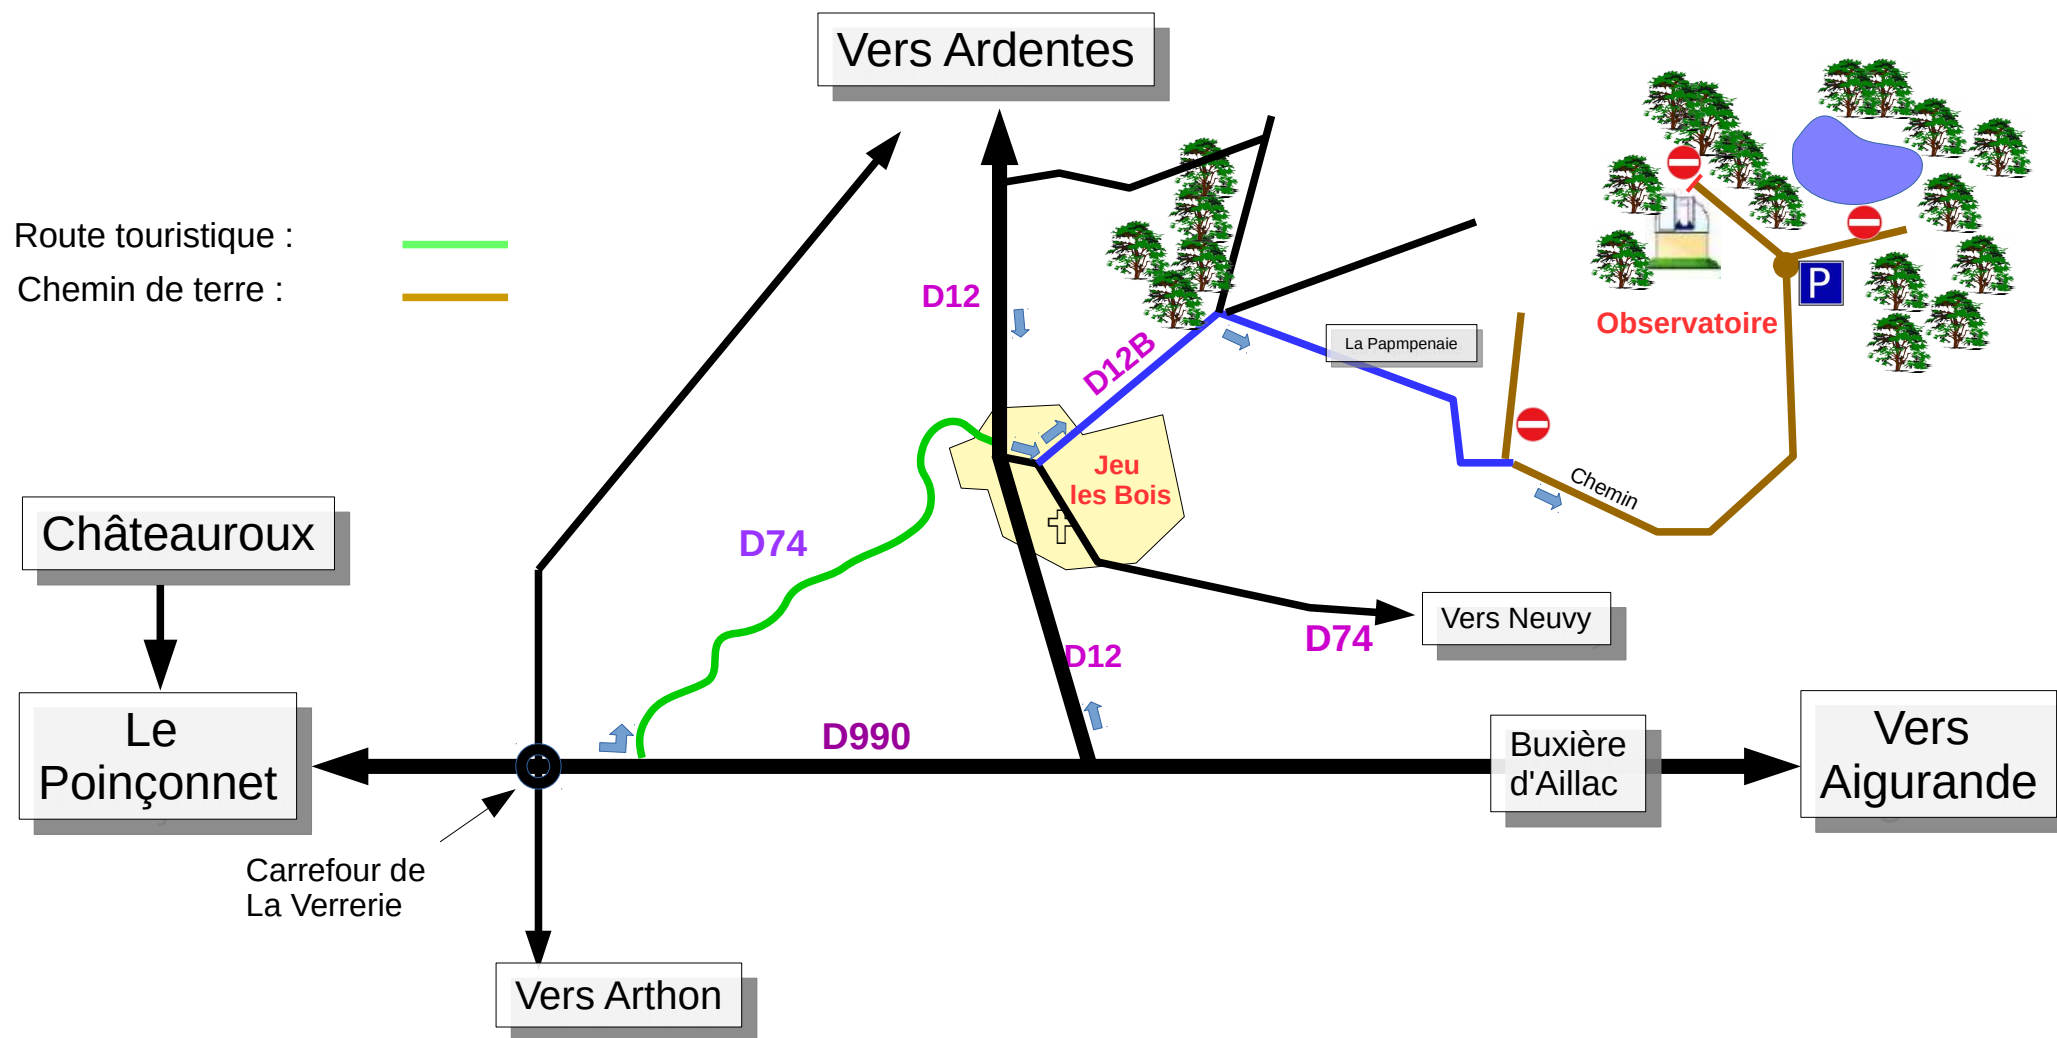 Vers Ardentes
Route touristique :
Chemin de terre :
D12
P
Observatoire
D12B
La Papmpenaie
Jeu
les Bois
Chemin
Châteauroux
D74
Vers Neuvy
D74
D12
Le
Poinçonnet
D990
Buxière
d'Aillac
Vers
Aigurande
Carrefour de
La Verrerie
Vers Arthon